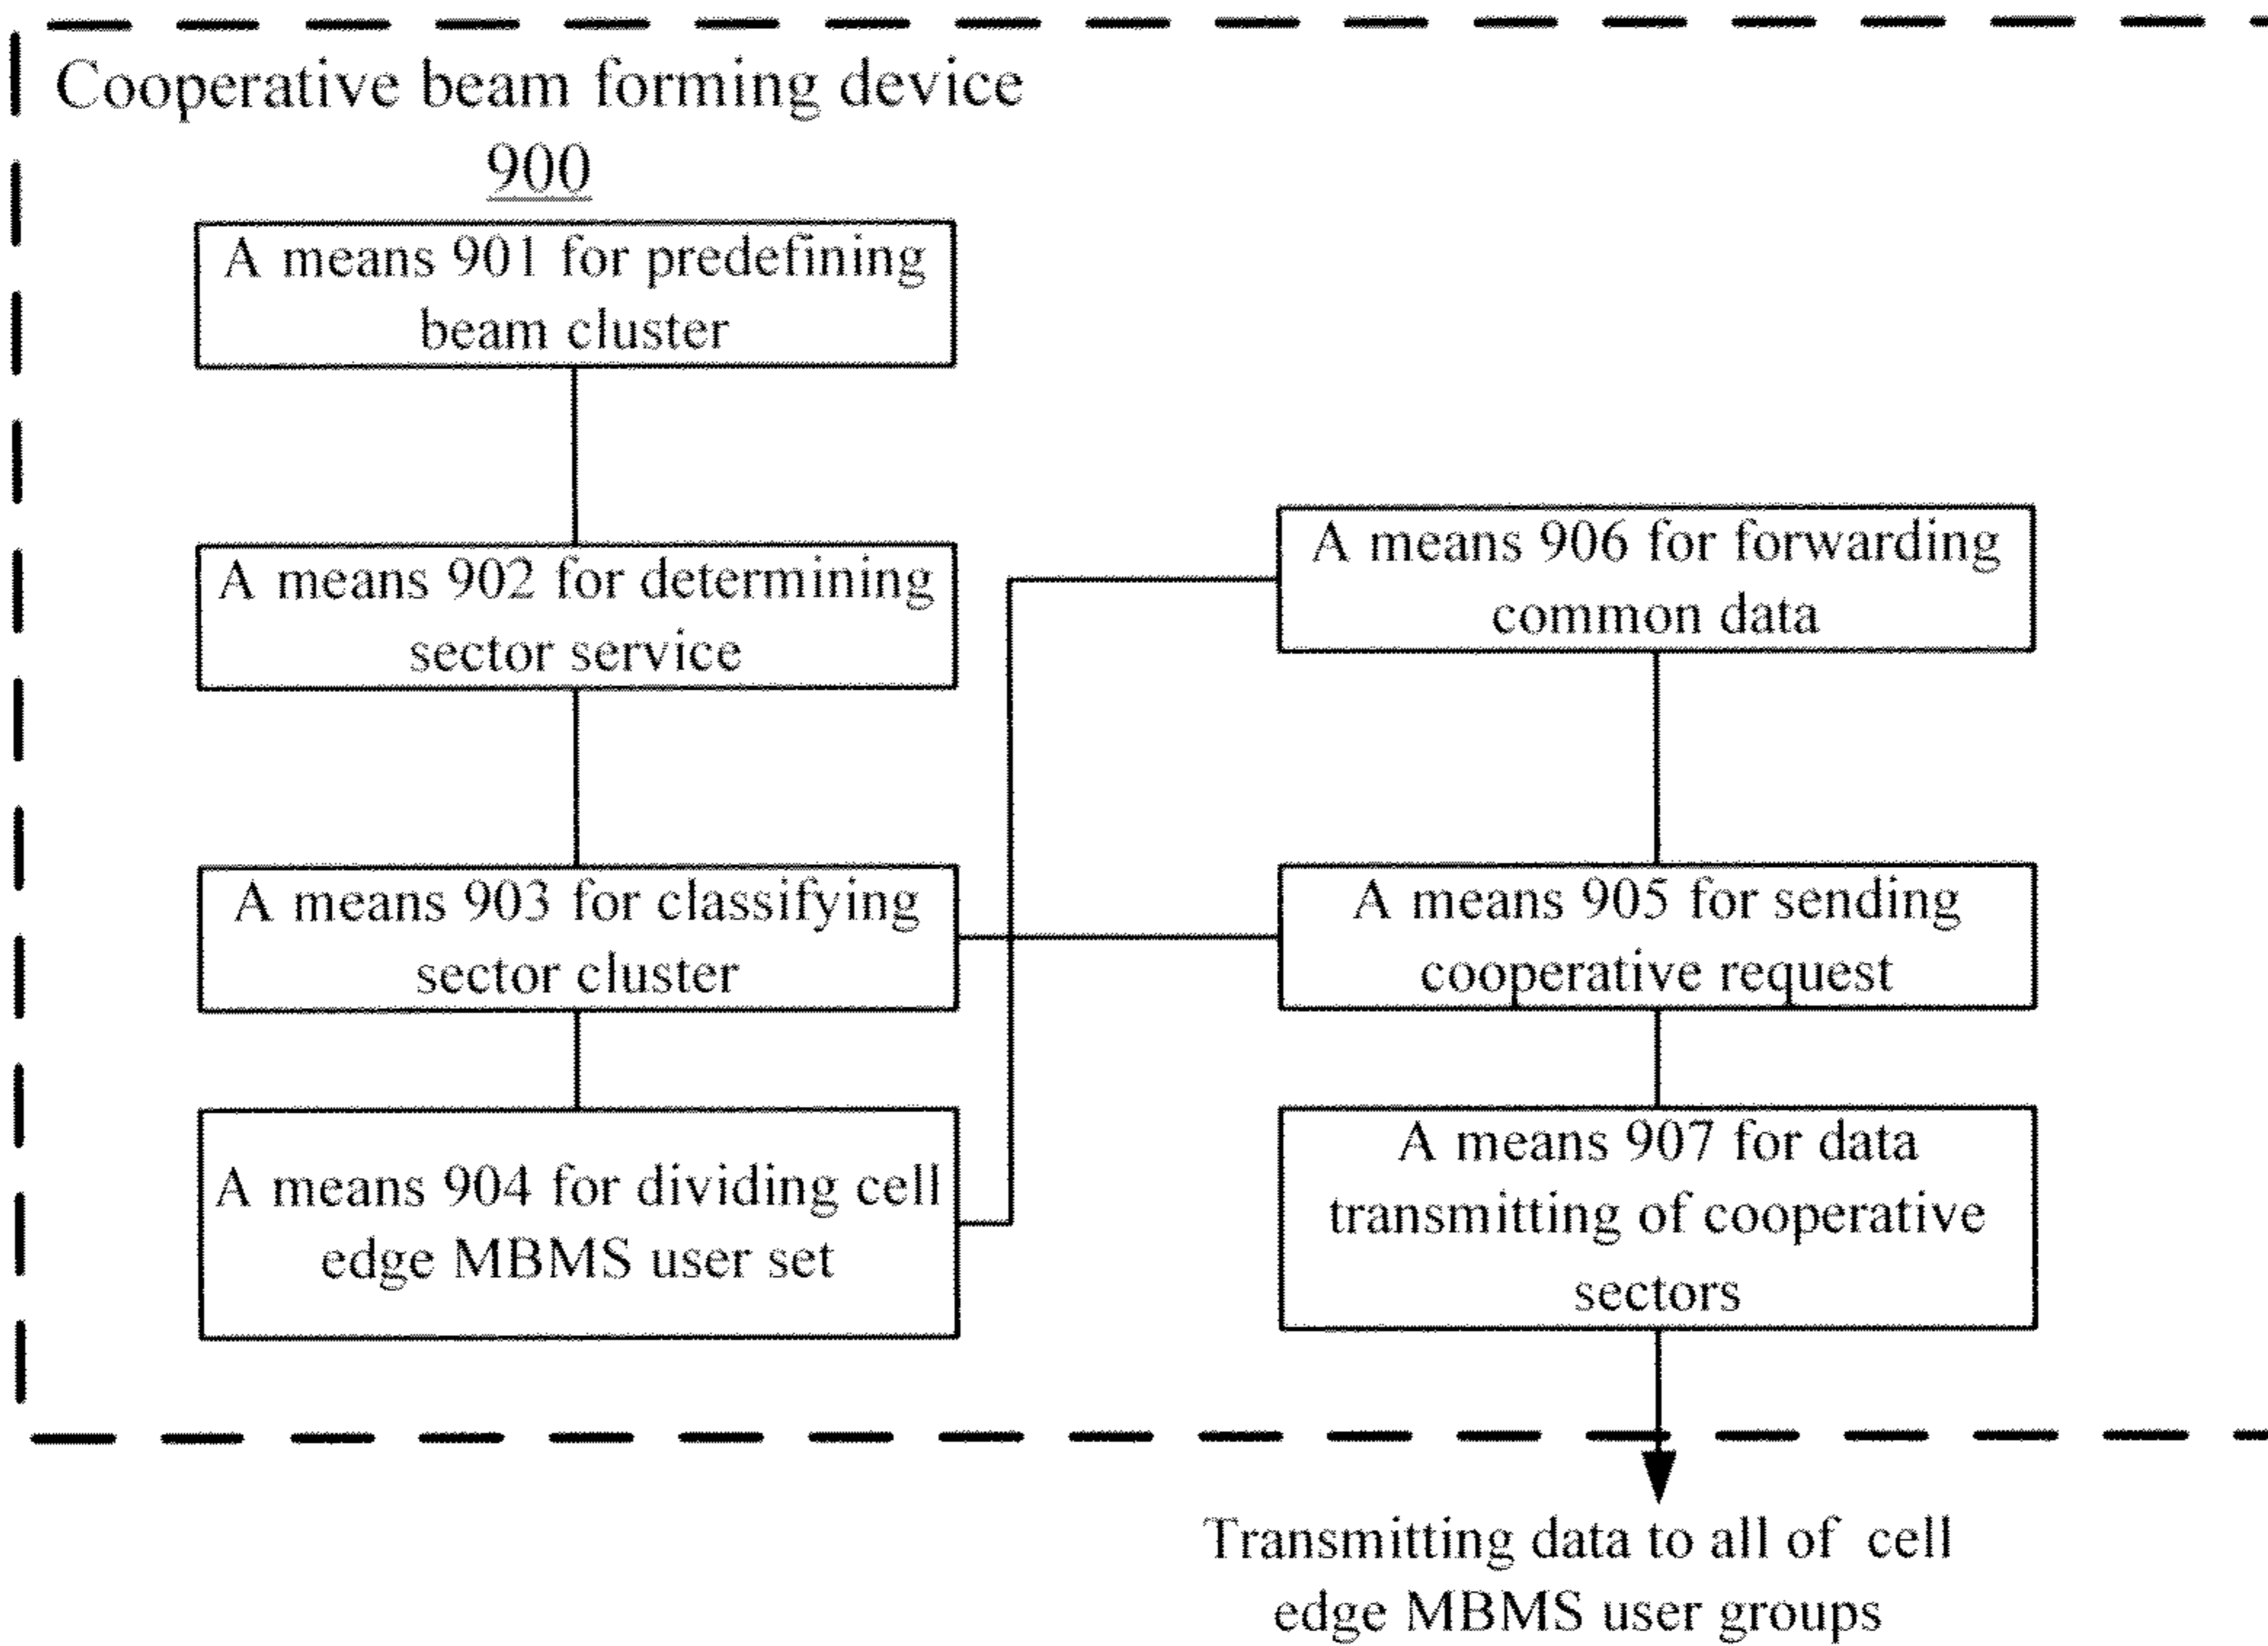 Cooperative beam forming device
900
A means 901 for predefining
beam cluster
A means 902 for determining
sector service
A means 903 for classifying
sector cluster
A means 904 for dividing cell
edge MBMS user set
A means 906 for forwarding
common data
A means 905 for sending
cooperative request
A means 907 for data
transmitting of cooperative
sectors
Transmitting data to all of cell
edge MBMS user groups